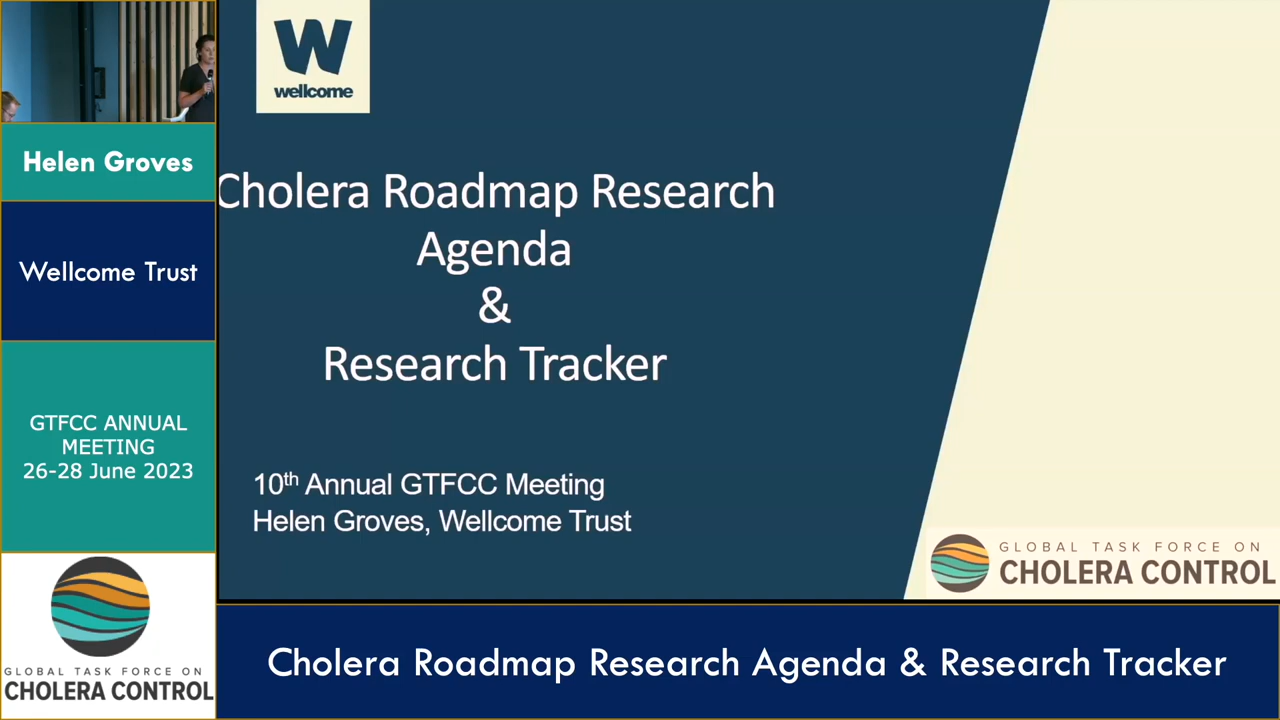 Helen Groves
Wellcome Trust
GTFCC ANNUAL
MEETING
26-28 June 2023
GLOBAL TASK FORCE ON
CHOLERA CONTROL
W
wellcome
Cholera Roadmap Research
Agenda
&
Research Tracker
10th Annual GTFCC Meeting
Helen Groves, Wellcome Trust
GLOBAL TASK FORCE ON
CHOLERA CONTROL
Cholera Roadmap Research Agenda & Research Tracker